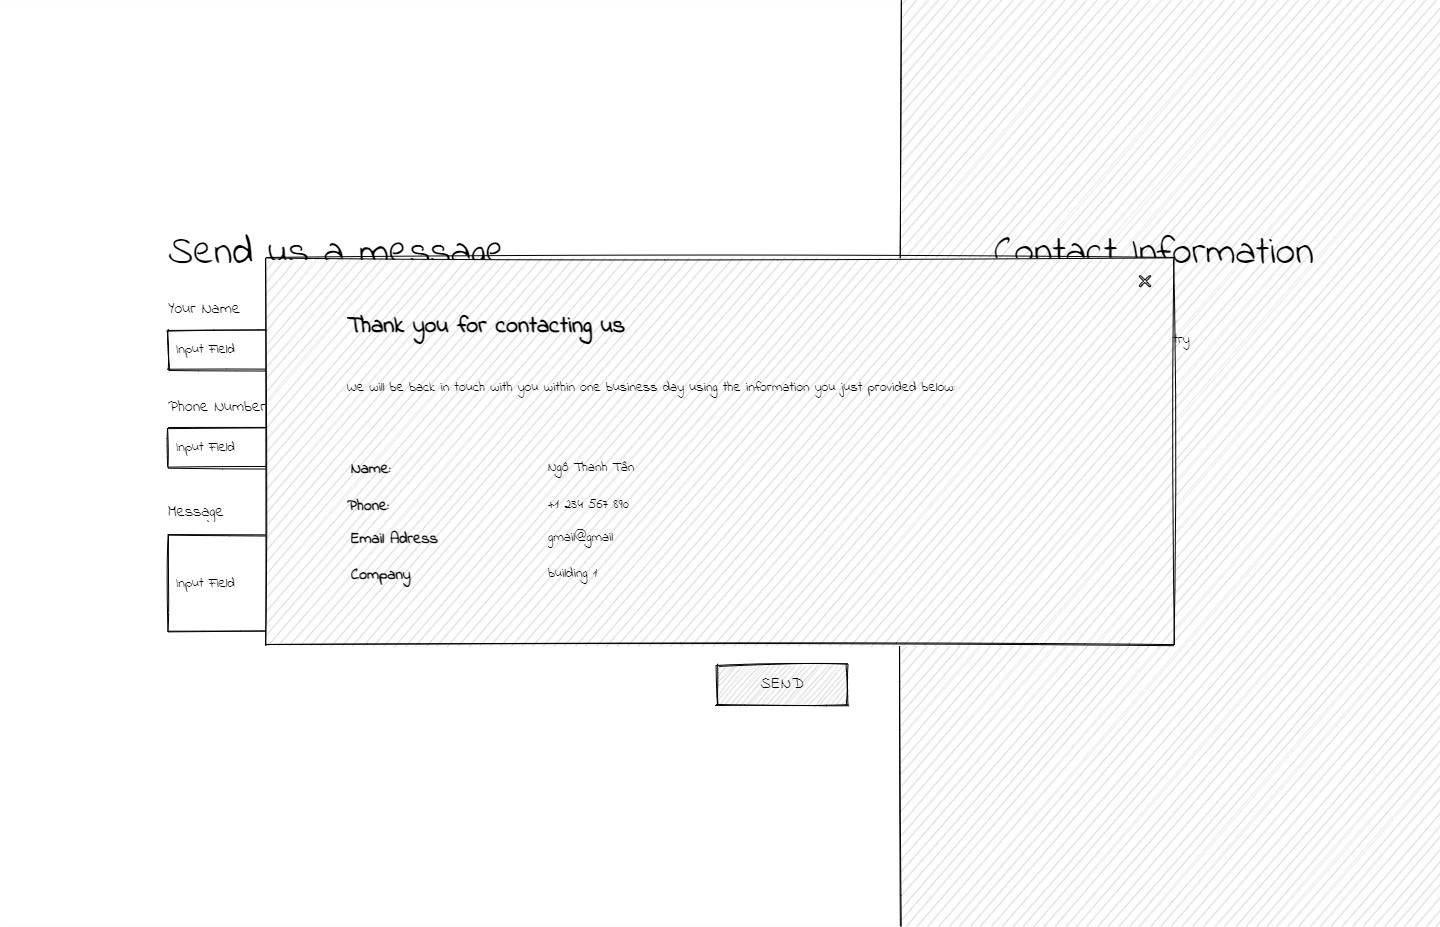 Send us a message
Contact Information
Your Name
Input Field
Thank you for contacting us
try
We will be back in touch with you within one business day using the information you just provided below:
Phone Number
Input Field
Name: Ngô Thanh Tân
Phone: +1 234 567 890
Message
Email Adress gmail@gmail
Company building 1
Input Field
SEND